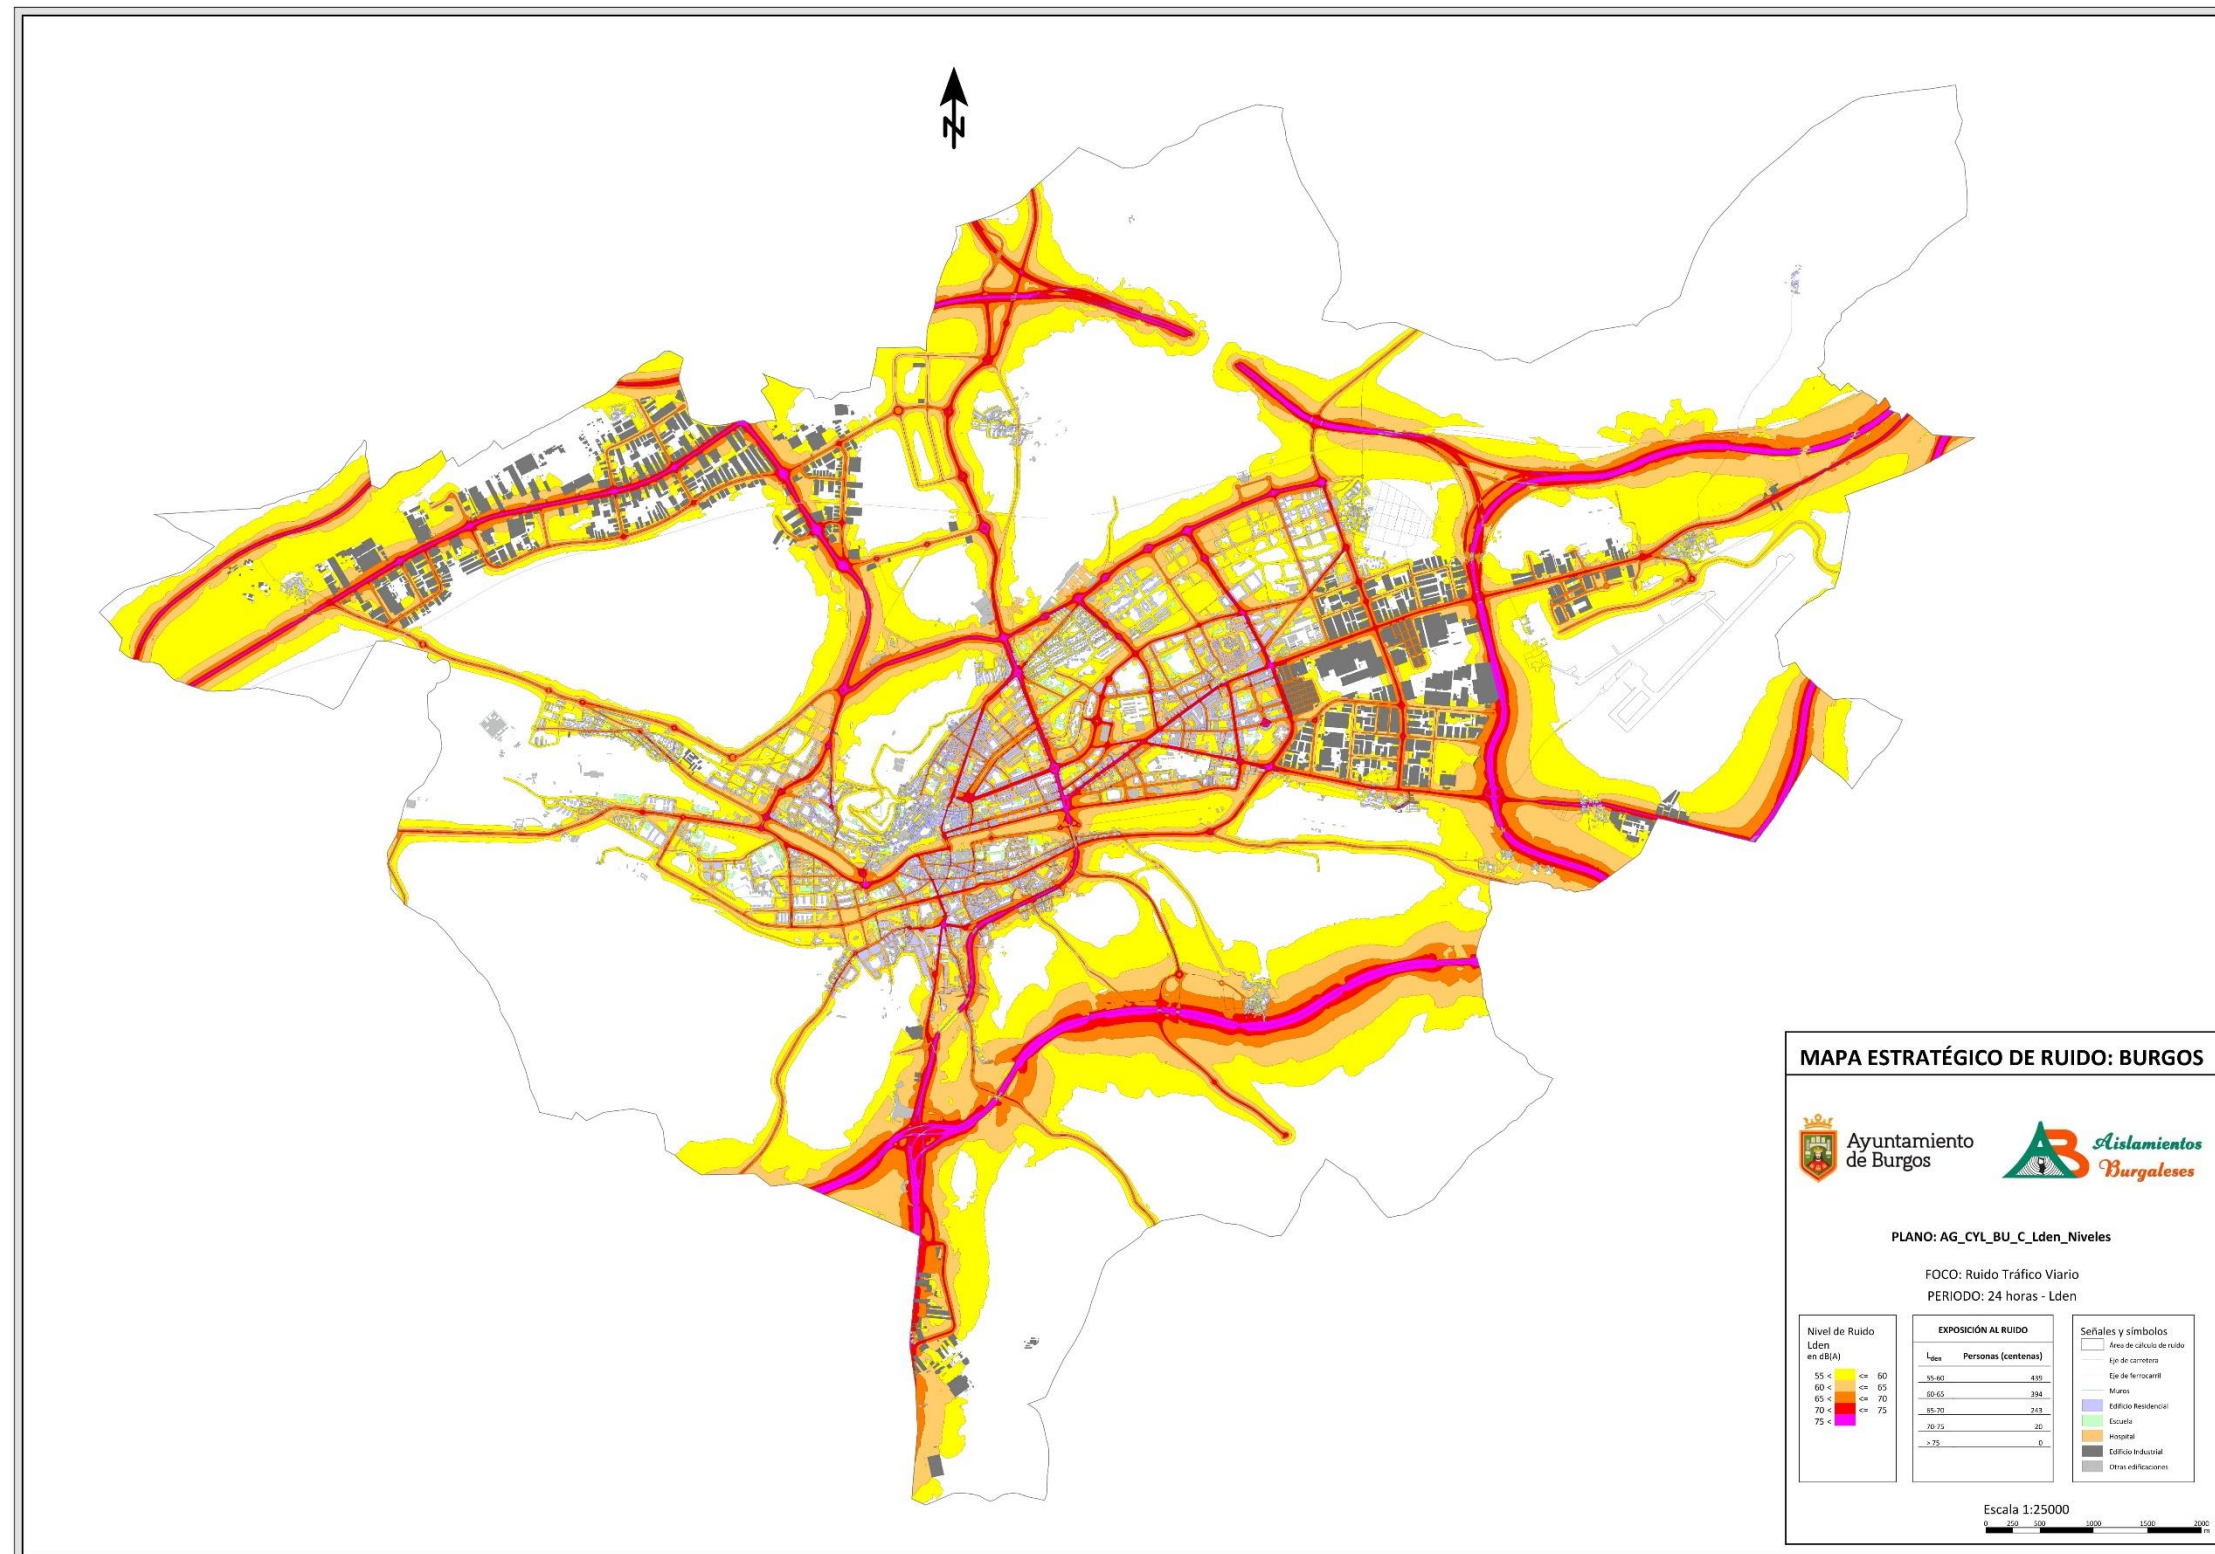 N
MAPA ESTRATÉGICO DE RUIDO: BURGOS
Ayuntamiento
de Burgos
AB
Aislamientos
Burgaleses
PLANO: AG_CYL_BU_C_Lden_Niveles
FOCO: Ruido Tráfico Viario
PERIODO: 24 horas - Lden
Nivel de Ruido
Lden
en dB(A)
55 < <= 60
60 < <= 65
65 < <= 70
70 < <= 75
75 <
EXPOSICIÓN AL RUIDO
Lden Personas (centenas)
55-60 439
60-65 394
65-70 243
70-75 20
> 75 0
Señales y símbolos
Área de cálculo de ruido
Eje de carretera
Eje de ferrocarril
Muros
Edificio Residencial
Escuela
Hospital
Edificio Industrial
Otras edificaciones
Escala 1:25000
0 250 500 1000 1500 2000
m